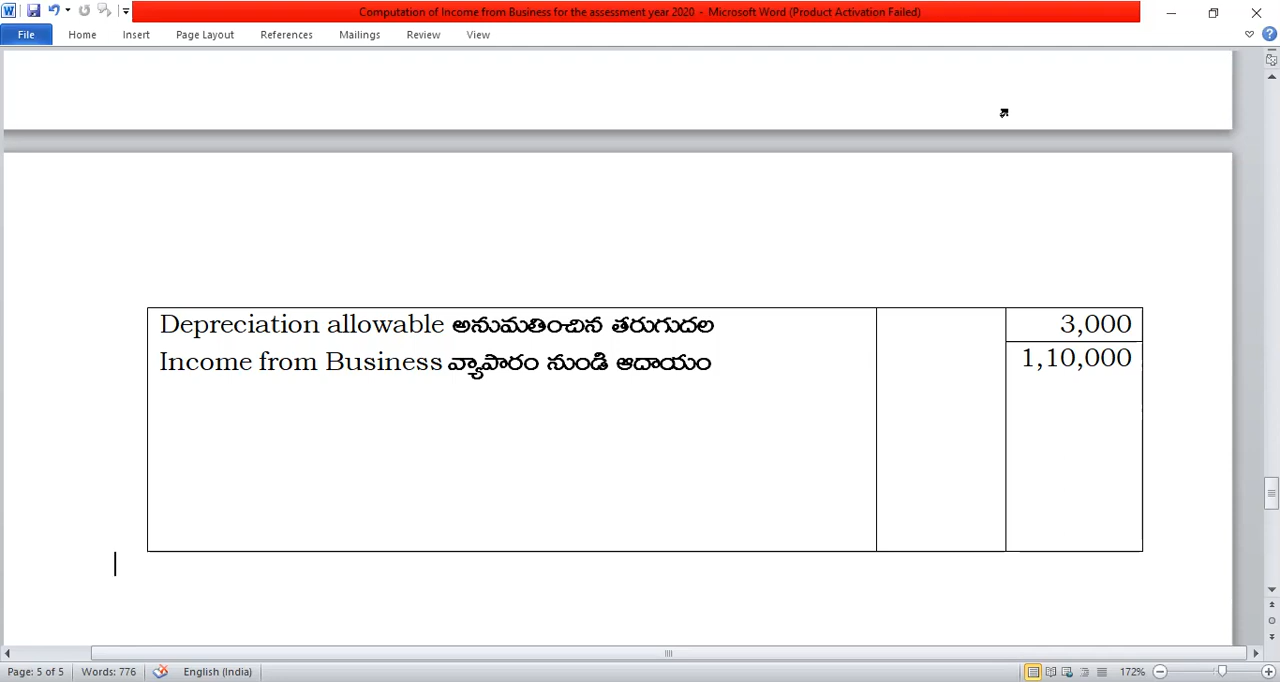 Computation of Income from Business for the assessment year 2020 - Microsoft Word (Product Activation Failed)
File Home Insert Page Layout References Mailings Review View
Depreciation allowable అనుమతించిన తరుగుదల 3,000
Income from Business వ్యాపారం నుండి ఆదాయం 1,10,000
Page: 5 of 5 Words: 776 English (India) 172%